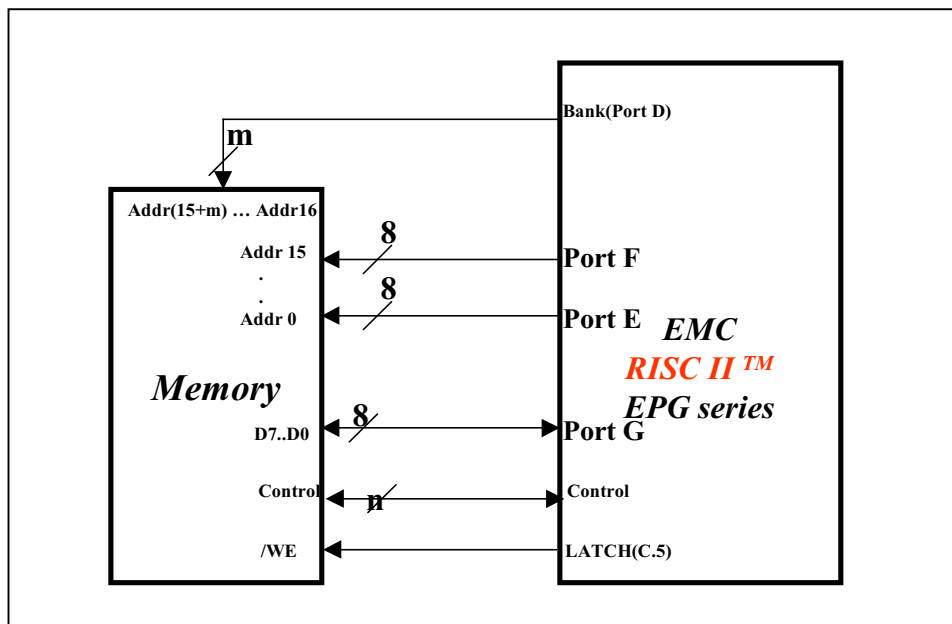 Bank(Port D)
m
Addr(15+m) … Addr16
Addr 15
.
.
Addr 0
8
Port F
8
Port E
EMC
RISC II ™
EPG series
Memory
D7..D0
8
Port G
Control
n
Control
/WE
LATCH(C.5)